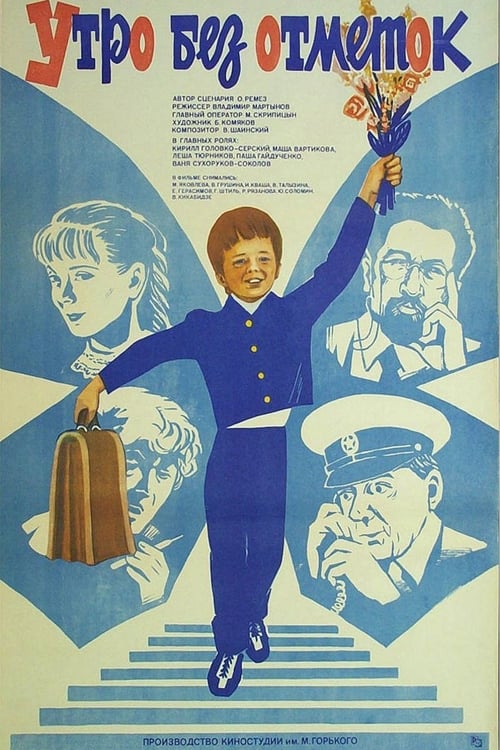 Утро без отметок
АВТОР СЦЕНАРИЯ О. РЕМЕЗ
РЕЖИССЕР ВЛАДИМИР МАРТЫНОВ
ГЛАВНЫЙ ОПЕРАТОР М. СКРИПИЦЫН
ХУДОЖНИК Б. КОМЯКОВ
КОМПОЗИТОР В. ШАИНСКИЙ
В ГЛАВНЫХ РОЛЯХ:
КИРИЛЛ ГОЛОВКО-СЕРСКИЙ, МАША ВАРТИКОВА,
ЛЕША ТЮРНИКОВ, ПАША ГАЙДУЧЕНКО,
ВАНЯ СУХОРУКОВ-СОКОЛОВ
В ФИЛЬМЕ СНИМАЛИСЬ:
М. ЯКОВЛЕВА, В. ГРУШИНА, И. КВАША, В. ТАЛЫЗИНА,
Е. ГЕРАСИМОВ, Г. ШТИЛЬ, Р. РЯЗАНОВА, Ю. СОЛОМИН,
В. КИКАБИДЗЕ
ПРОИЗВОДСТВО КИНОСТУДИИ ИМ. М. ГОРЬКОГО